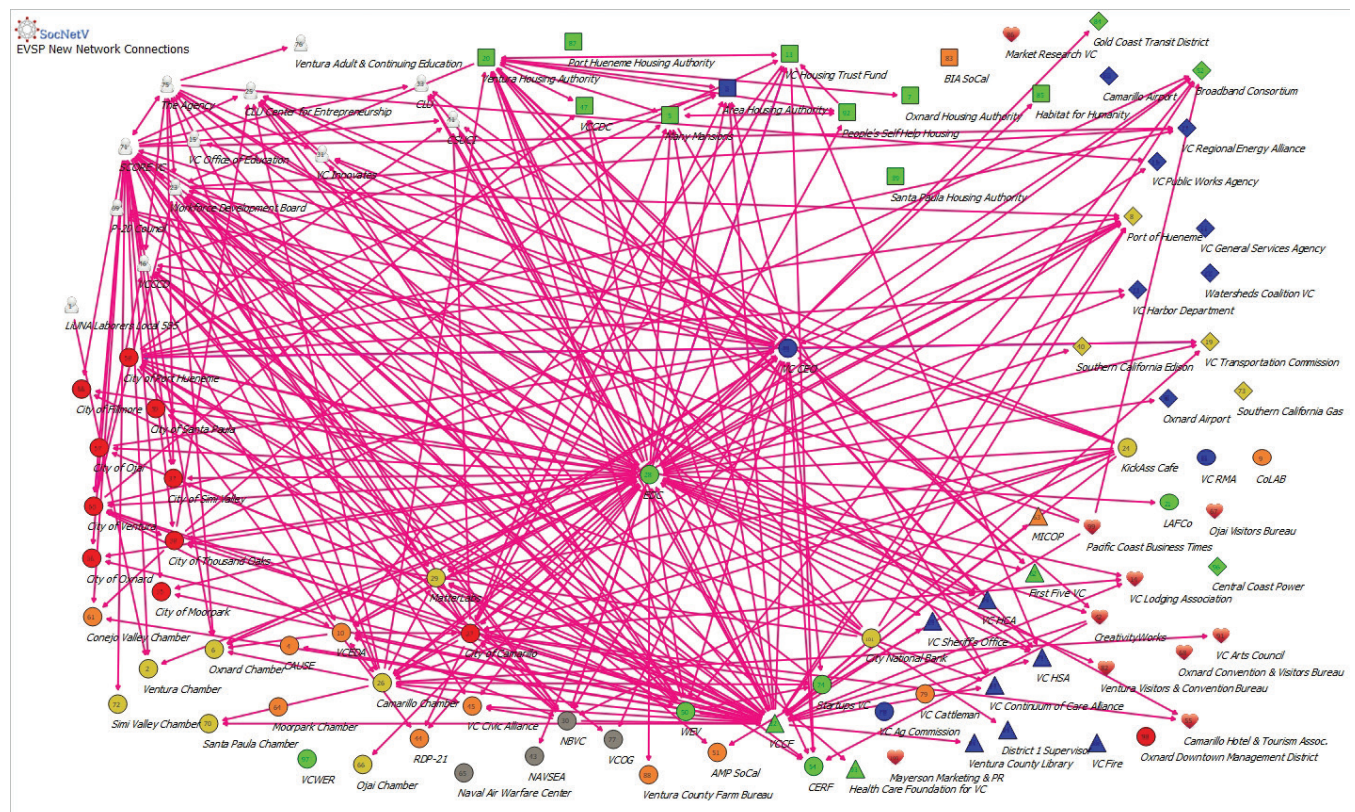 SocNetV
EVSP New Network Connections
Ventura Adult & Continuing Education
Port Hueneme Housing Authority
Ventura Housing Authority
VC Housing Trust Fund
BIA SoCal
Market Research VC
Gold Coast Transit District
Camarillo Airport
Broadband Consortium
The Agency
CLU Center for Entrepreneurship
CLU
VCCDC
Many Mansions
Area Housing Authority
People's Self Help Housing
Oxnard Housing Authority
Habitat for Humanity
CSUCI
SCORE VC
VC Office of Education
VC Innovates
VC Regional Energy Alliance
VC Public Works Agency
Workforce Development Board
Santa Paula Housing Authority
P-20 Council
Port of Hueneme
VC General Services Agency
VCCCD
Watersheds Coalition VC
VC Harbor Department
LiUNA Laborers Local 585
City of Port Hueneme
VC CEO
Southern California Edison
VC Transportation Commission
City of Fillmore
City of Santa Paula
Oxnard Airport
Southern California Gas
City of Ojai
City of Simi Valley
EDC
KickAss Cafe
VC RMA
CoLAB
City of Ventura
LAFCo
Ojai Visitors Bureau
City of Thousand Oaks
MICOP
Pacific Coast Business Times
City of Oxnard
City of Moorpark
MatterLabs
First Five VC
VC Lodging Association
Central Coast Power
Conejo Valley Chamber
Oxnard Chamber
CAUSE
VCEDA
City of Camarillo
City National Bank
VC Sheriff's Office
VC HCA
CreativityWorks
VC Arts Council
Ventura Chamber
Camarillo Chamber
VC HSA
Oxnard Convention & Visitors Bureau
Ventura Visitors & Convention Bureau
Simi Valley Chamber
Santa Paula Chamber
Moorpark Chamber
VC Civic Alliance
NBVC
VCOG
WEV
VCCF
Startups VC
VC Cattleman
VC Ag Commission
VC Continuum of Care Alliance
District 1 Supervisor
Ventura County Library
VC Fire
Camarillo Hotel & Tourism Assoc.
Oxnard Downtown Management District
VCWER
Ojai Chamber
RDP-21
Naval Air Warfare Center
NAVSEA
Ventura County Farm Bureau
AMP SoCal
CERF
Health Care Foundation for VC
Mayerson Marketing & PR